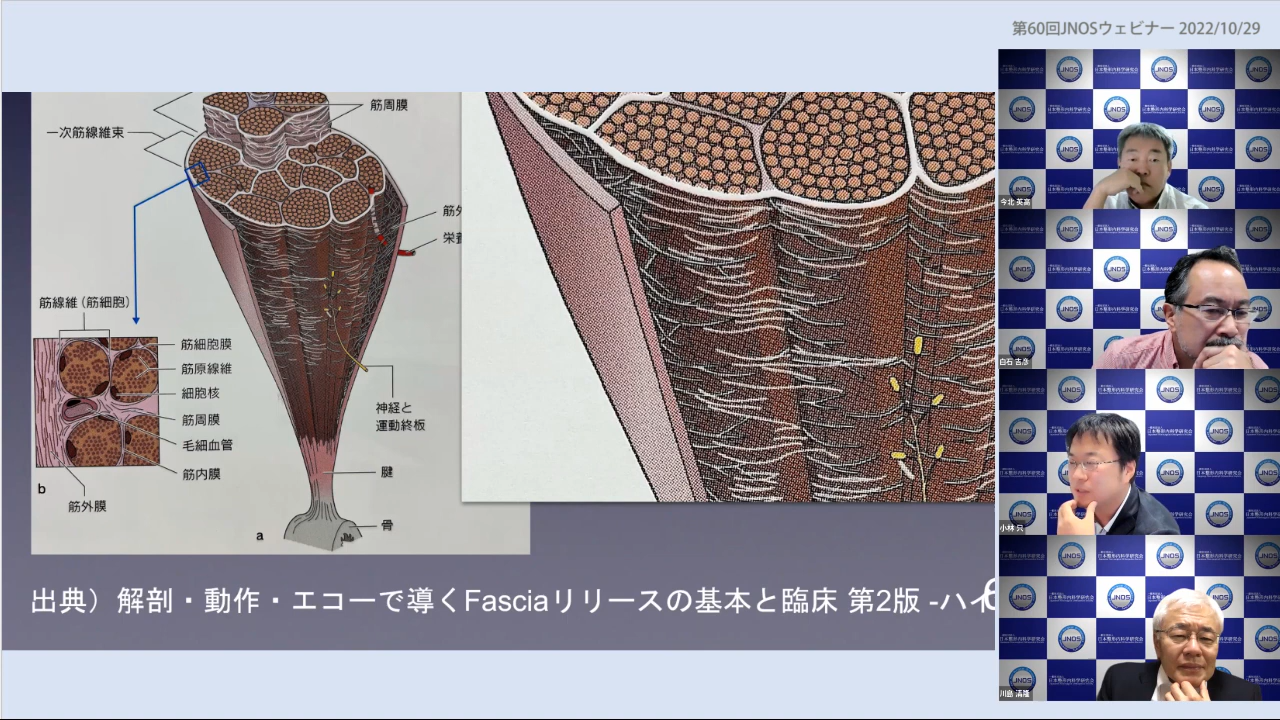 第60回JNOSウェビナー 2022/10/29
筋周膜
一次筋線維束
筋外
栄養
筋線維（筋細胞）
筋細胞膜
筋原線維
細胞核
筋周膜
毛細血管
筋内膜
筋外膜
b
神経と
運動終板
腱
骨
a
出典）解剖・動作・エコーで導くFasciaリリースの基本と臨床 第2版 -ハイ
今北 英高
白石 吉彦
小林 只
川島 清隆
JNOS